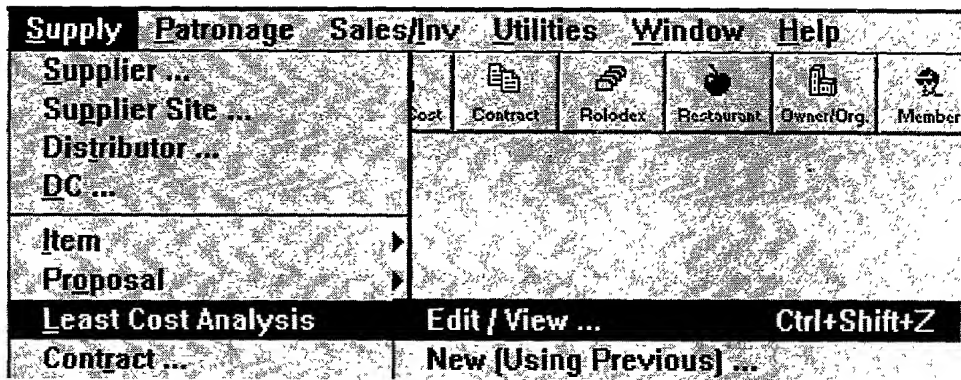 Supply Patronage Sales/Inv Utilities Window Help
Supplier ...
Supplier Site ...
Distributor ...
DC ...
Cost Contract Rolodex Restaurant Owner/Org. Member
Item
Proposal
Least Cost Analysis Edit / View ... Ctrl+Shift+Z
Contract ... New (Using Previous) ...